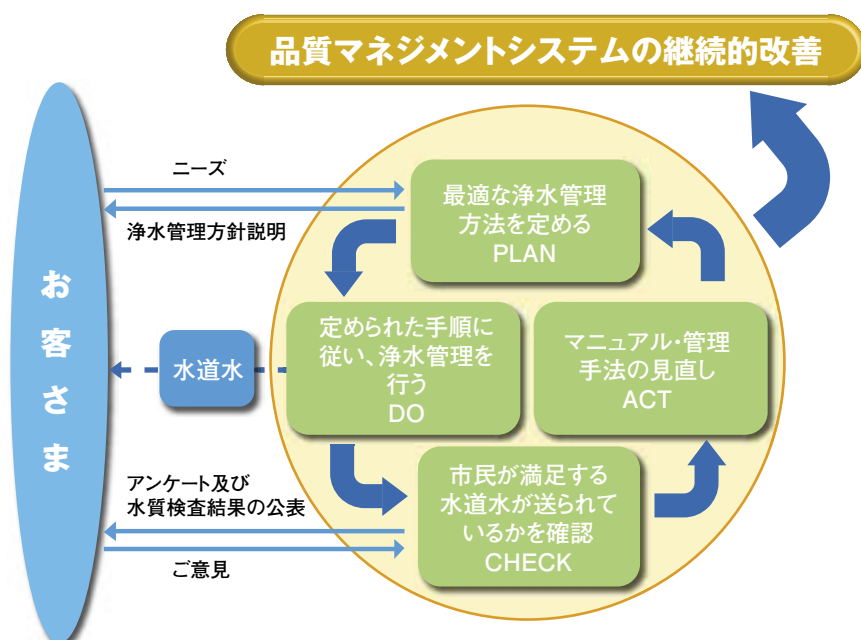 品質マネジメントシステムの継続的改善
ニーズ
浄水管理方針説明
最適な浄水管理
方法を定める
PLAN
お客さま
水道水
定められた手順に
従い、浄水管理を
行う
DO
マニュアル・管理
手法の見直し
ACT
アンケート及び
水質検査結果の公表
ご意見
市民が満足する
水道水が送られて
いるかを確認
CHECK